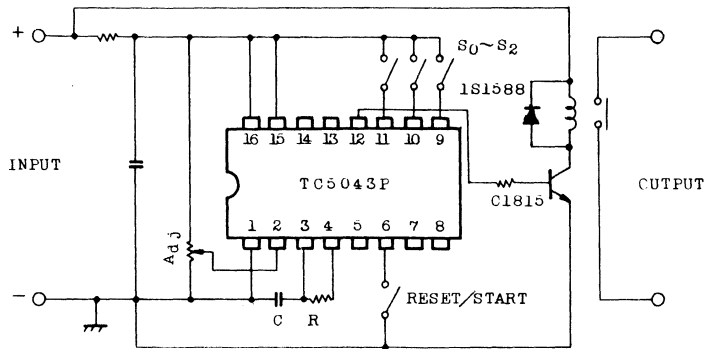 +
S0~S2
1S1588
16 15 14 13 12 11 10 9
INPUT
TC5043P
C1815
CUTPUT
1 2 3 4 5 6 7 8
Adj
−
C R
RESET/START